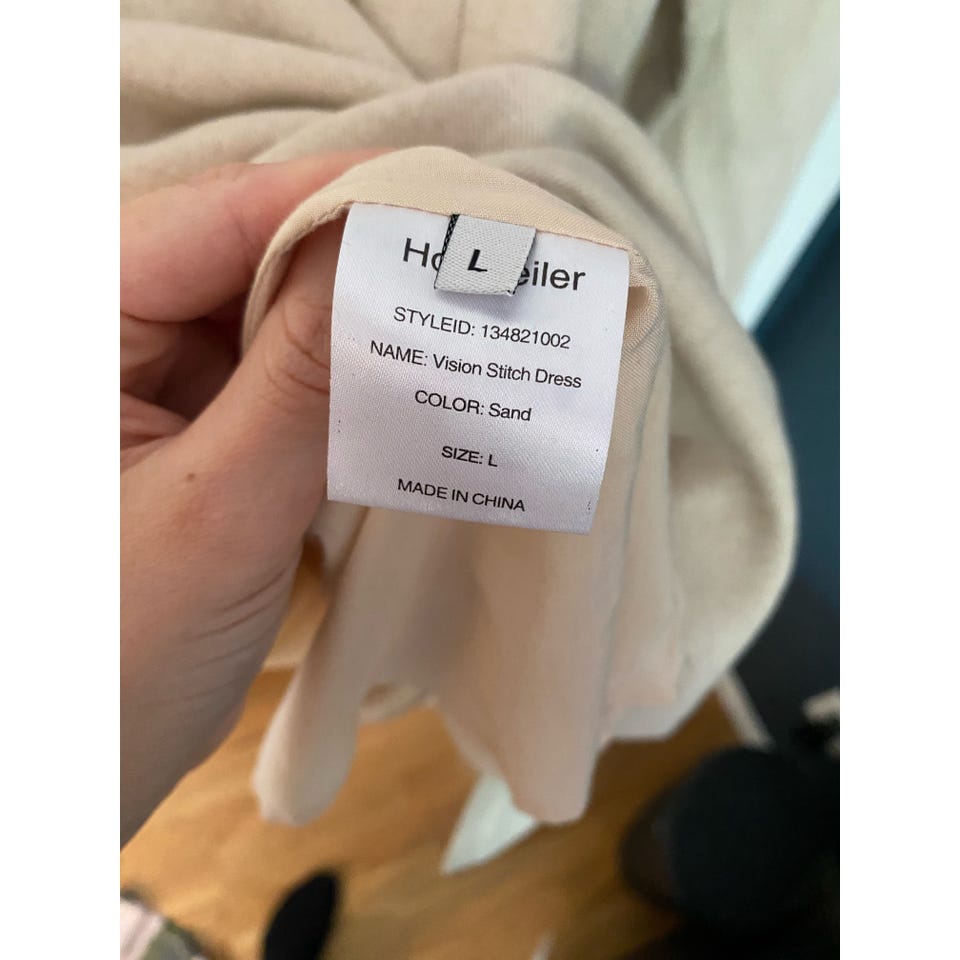 L
Ho eiler
STYLEID: 134821002
NAME: Vision Stitch Dress
COLOR: Sand
SIZE: L
MADE IN CHINA